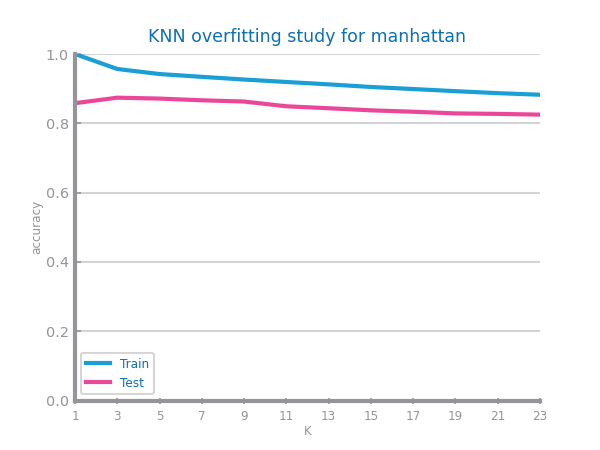 KNN overfitting study for manhattan
1.0
0.8
0.6
0.4
0.2
0.0
accuracy
Train
Test
1 3 5 7 9 11 13 15 17 19 21 23
K